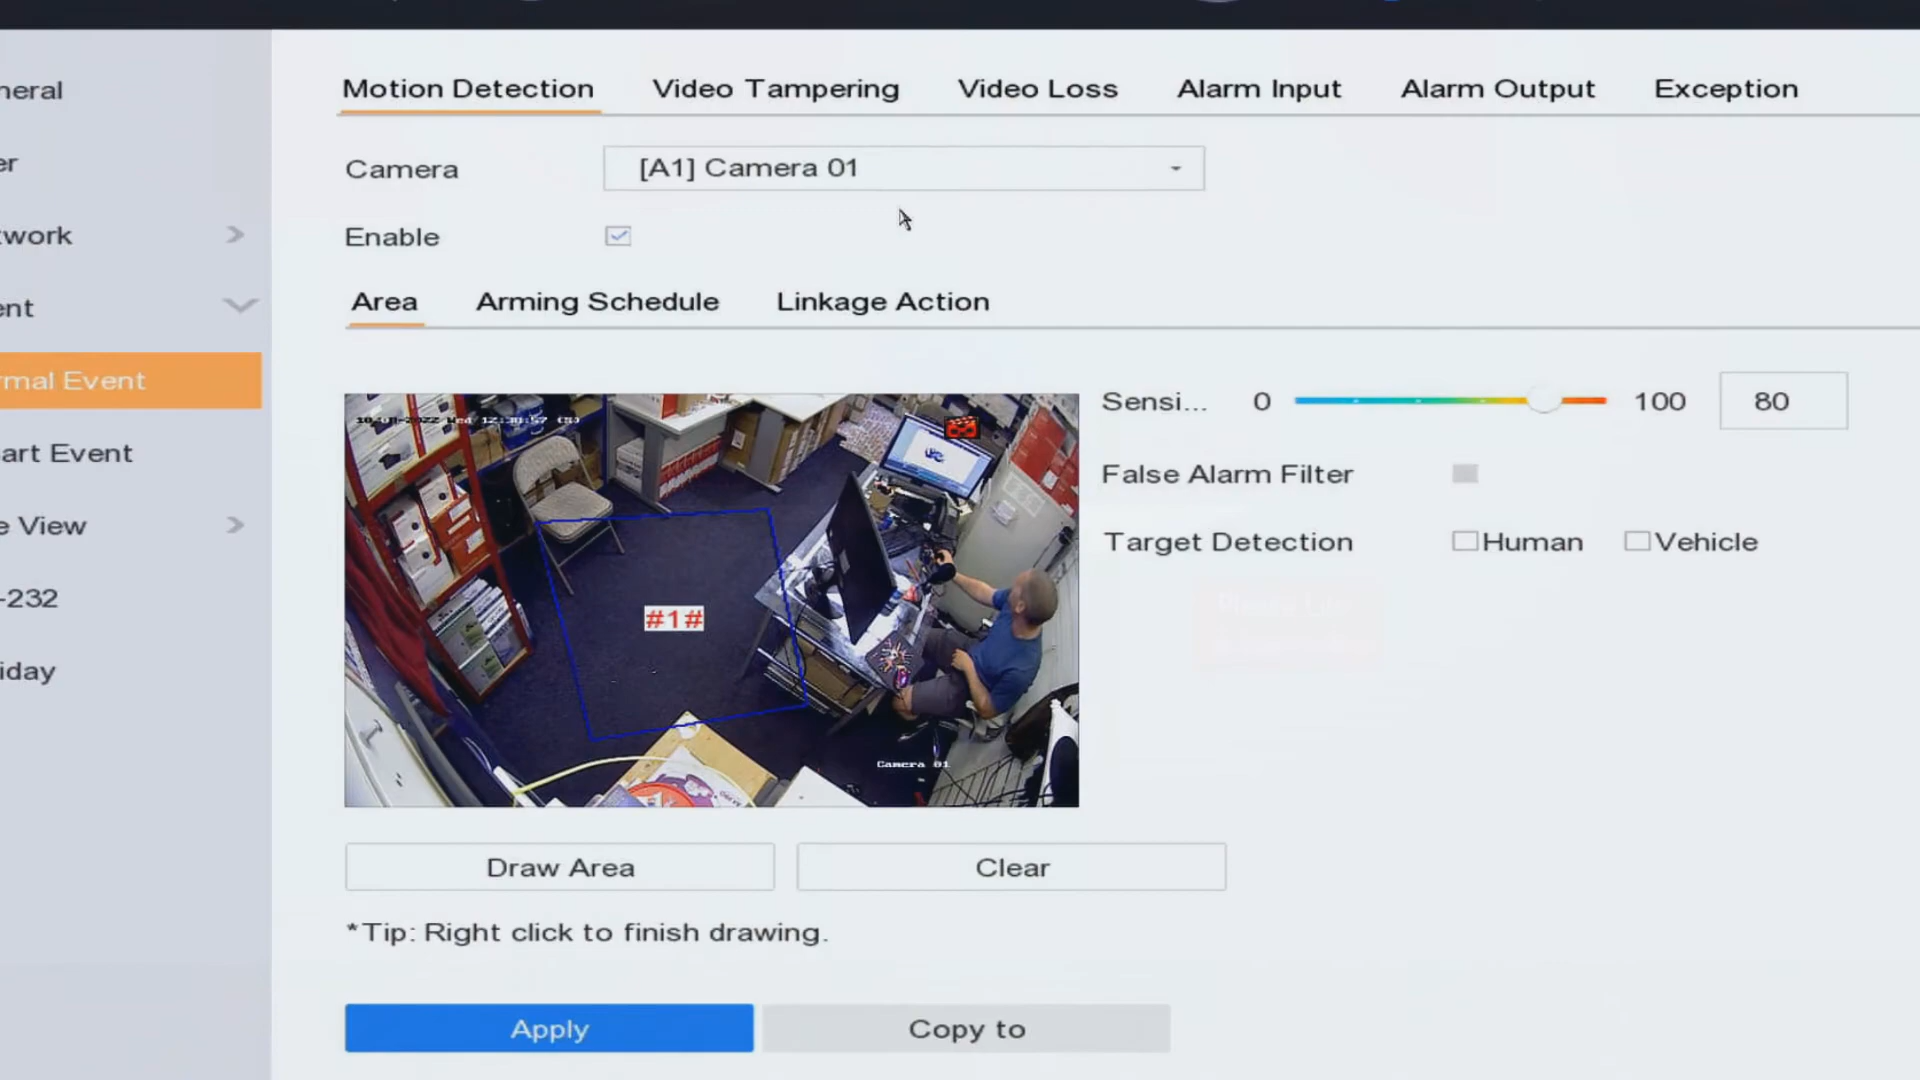 Motion Detection Video Tampering Video Loss Alarm Input Alarm Output Exception
neral
Camera [A1] Camera 01
er
Enable
twork
ent
Area Arming Schedule Linkage Action
rmal Event
Sensi... 0 100 80
art Event
False Alarm Filter
e View
Target Detection Human Vehicle
-232
#1#
iday
Camera 01
Draw Area Clear
*Tip: Right click to finish drawing.
Apply Copy to